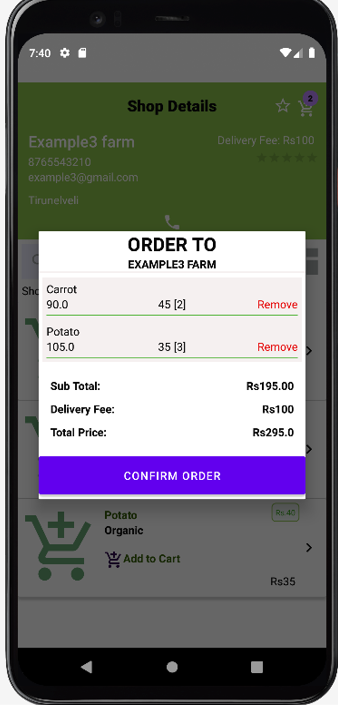 7:40
Shop Details
2
Example3 farm
Delivery Fee: Rs100
8765543210
example3@gmail.com
Tirunelveli
ORDER TO
EXAMPLE3 FARM
Sho
Carrot
90.0 45 [2] Remove
Potato
105.0 35 [3] Remove
Sub Total: Rs195.00
Delivery Fee: Rs100
Total Price: Rs295.0
CONFIRM ORDER
Potato
Rs.40
Organic
Add to Cart
Rs35